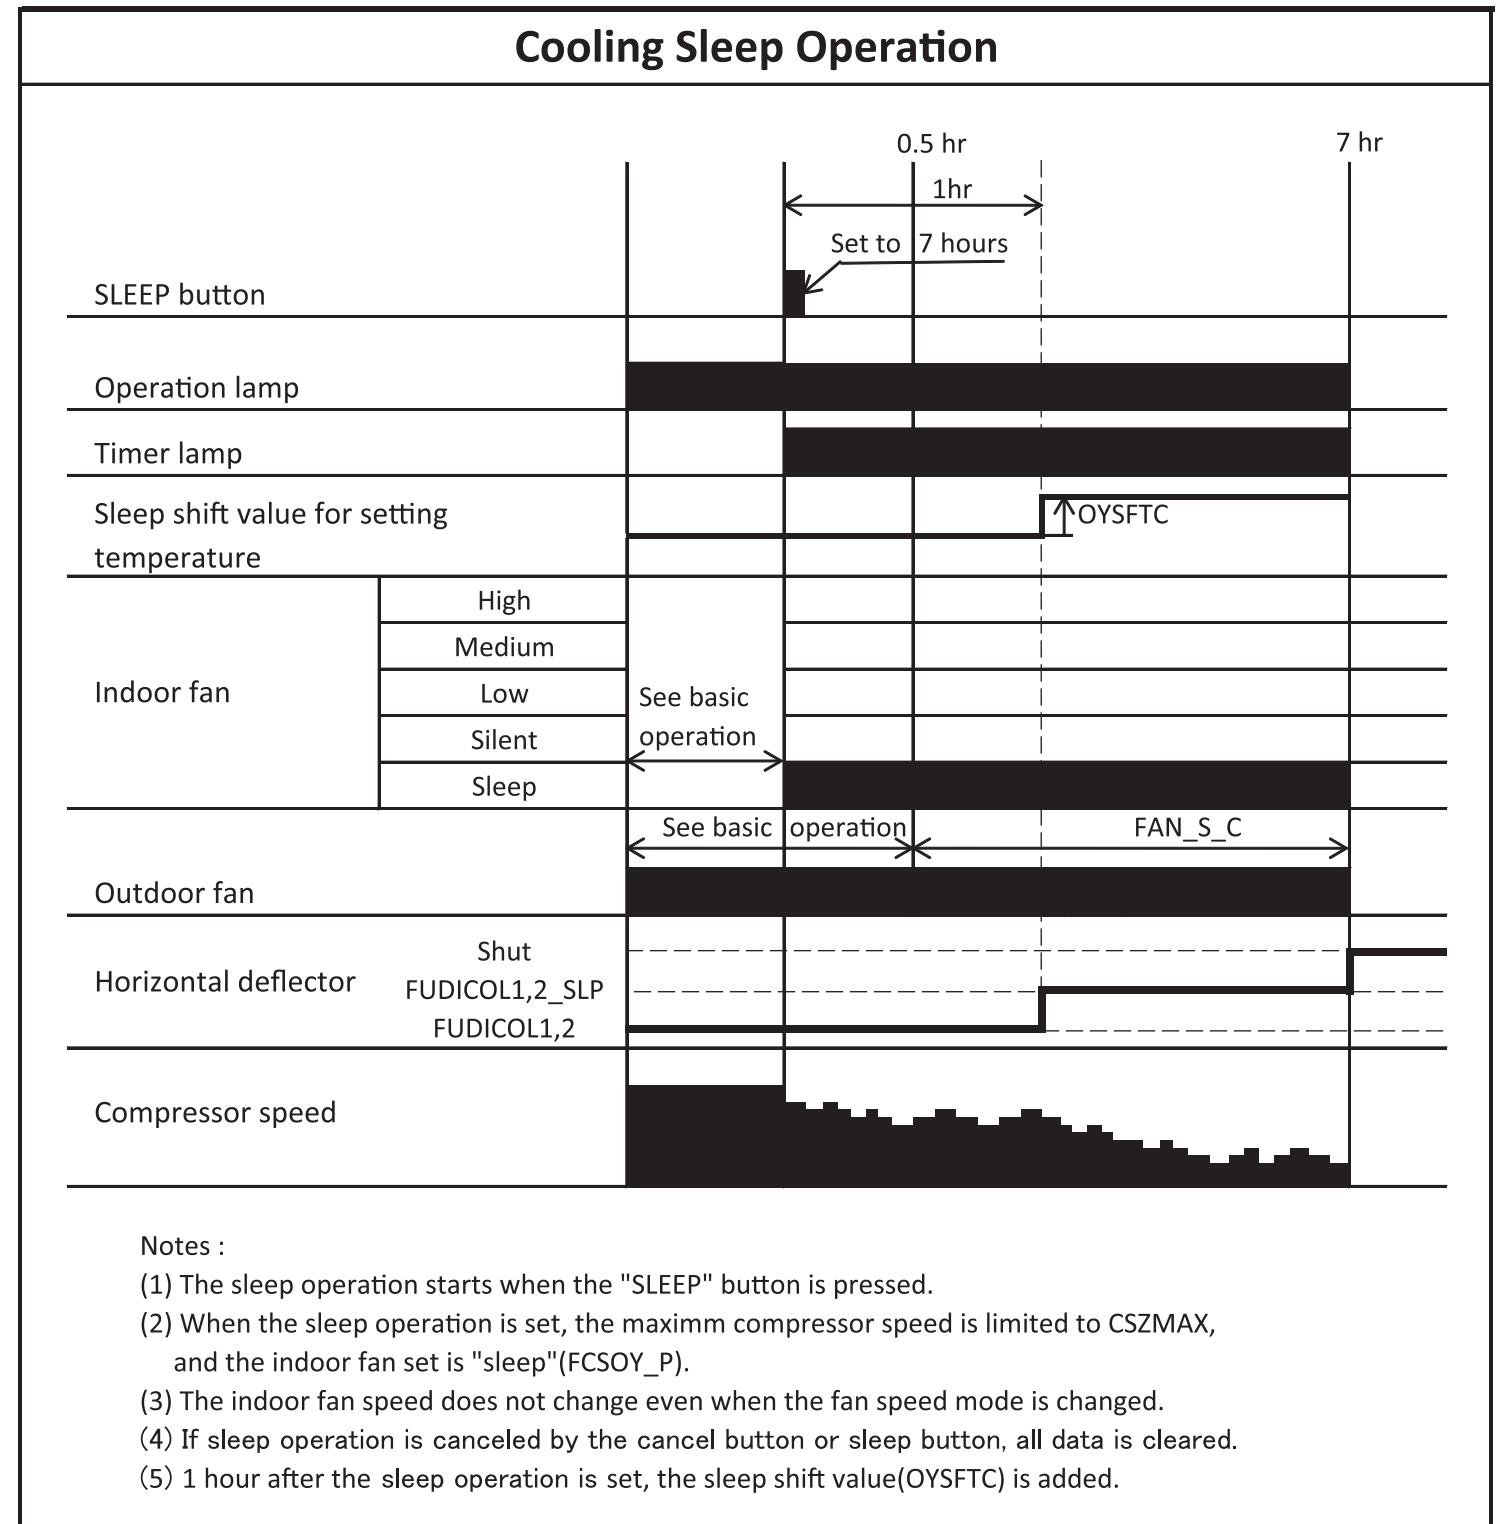 Cooling Sleep Operation
0.5 hr
7 hr
1hr
Set to 7 hours
SLEEP button
Operation lamp
Timer lamp
Sleep shift value for setting
temperature
OYSFTC
Indoor fan
High
Medium
Low
Silent
Sleep
See basic
operation
See basic operation
FAN_S_C
Outdoor fan
Horizontal deflector
Shut
FUDICOL1,2_SLP
FUDICOL1,2
Compressor speed
Notes :
(1) The sleep operation starts when the "SLEEP" button is pressed.
(2) When the sleep operation is set, the maximm compressor speed is limited to CSZMAX,
and the indoor fan set is "sleep"(FCSOY_P).
(3) The indoor fan speed does not change even when the fan speed mode is changed.
(4) If sleep operation is canceled by the cancel button or sleep button, all data is cleared.
(5) 1 hour after the sleep operation is set, the sleep shift value(OYSFTC) is added.